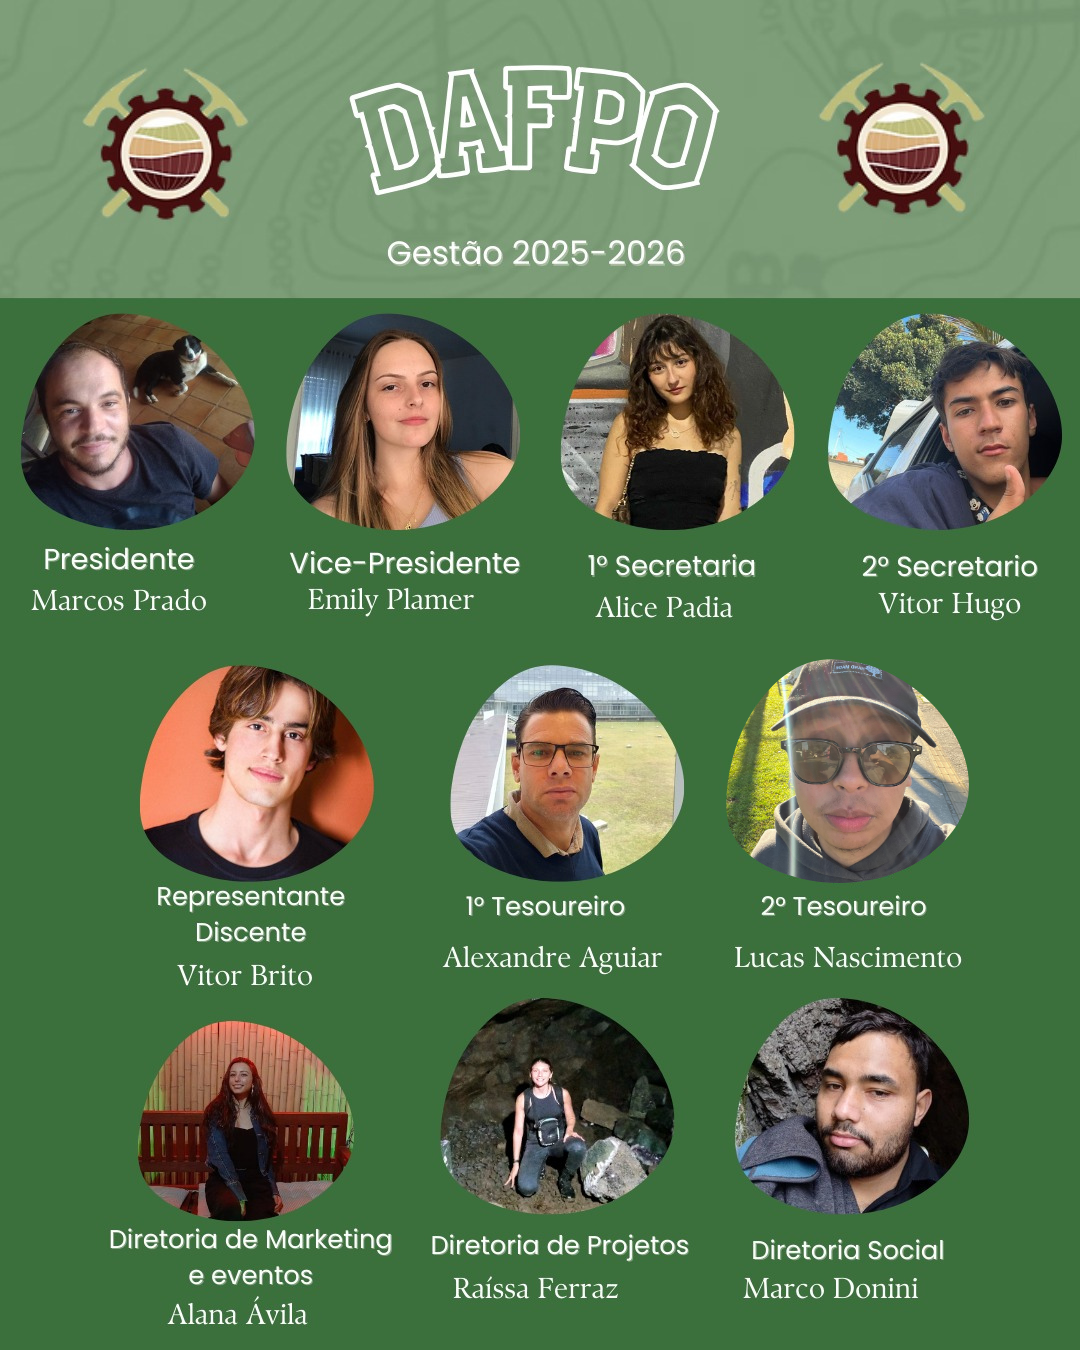 DAFPO
Gestão 2025-2026
Presidente
Marcos Prado
Vice-Presidente
Emily Plamer
1º Secretaria
Alice Padia
2º Secretario
Vitor Hugo
Representante
Discente
Vitor Brito
1º Tesoureiro
Alexandre Aguiar
2º Tesoureiro
Lucas Nascimento
Diretoria de Marketing
e eventos
Alana Ávila
Diretoria de Projetos
Raíssa Ferraz
Diretoria Social
Marco Donini